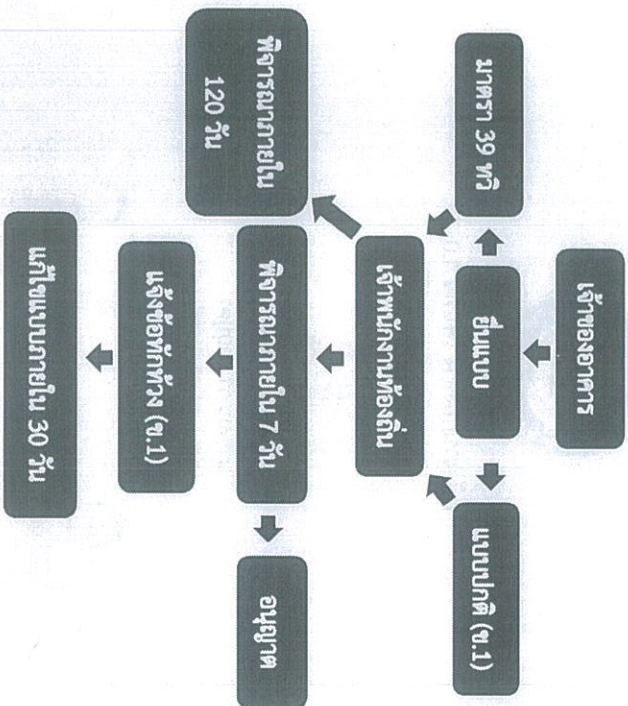 เจ้าของอาคาร
ยื่นแบบ
มาตรา 39 ทวิ
แบบปกติ (ข.1)
เจ้าพนักงานท้องถิ่น
พิจารณาภายใน
120 วัน
พิจารณาภายใน 7 วัน
อนุญาต
แจ้งข้อทักท้วง (ข.1)
แก้ไขแบบภายใน 30 วัน